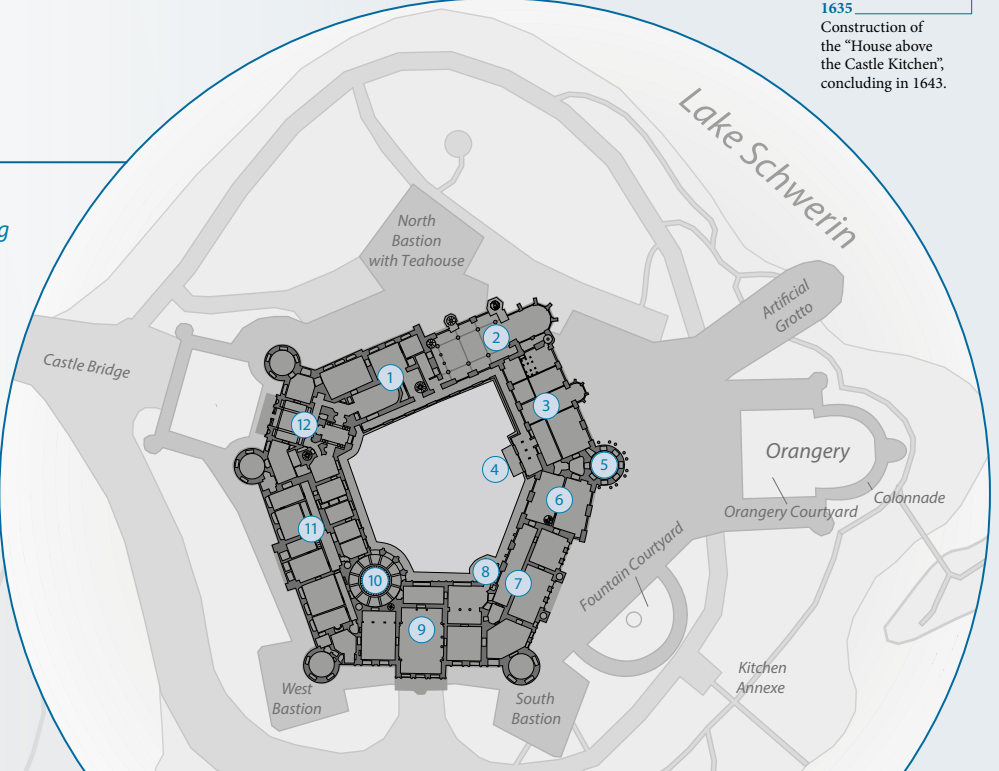 1635
Construction of
the “House above
the Castle Kitchen”,
concluding in 1643.
Lake Schwerin
g
North
Bastion
with Teahouse
Artificial
Grotto
Castle Bridge
2
1
3
12
Orangery
4
5
6
Colonnade
Orangery Courtyard
11
Fountain Courtyard
8
10
7
9
Kitchen
Annexe
West
Bastion
South
Bastion